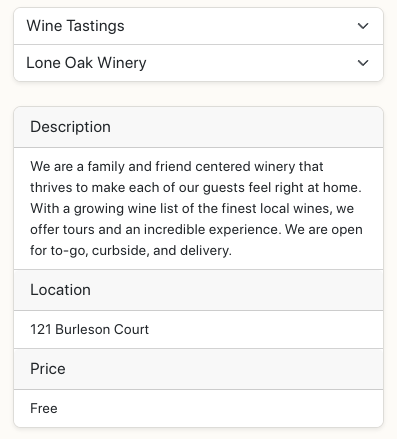 Wine Tastings
Lone Oak Winery
Description
We are a family and friend centered winery that
thrives to make each of our guests feel right at home.
With a growing wine list of the finest local wines, we
offer tours and an incredible experience. We are open
for to-go, curbside, and delivery.
Location
121 Burleson Court
Price
Free